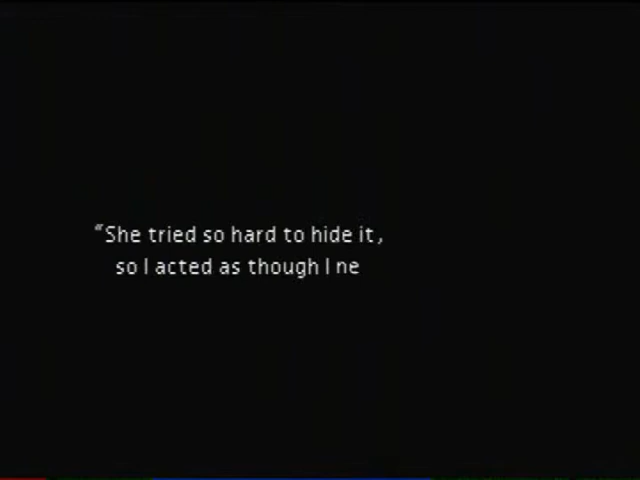 “She tried so hard to hide it,
so I acted as though I ne